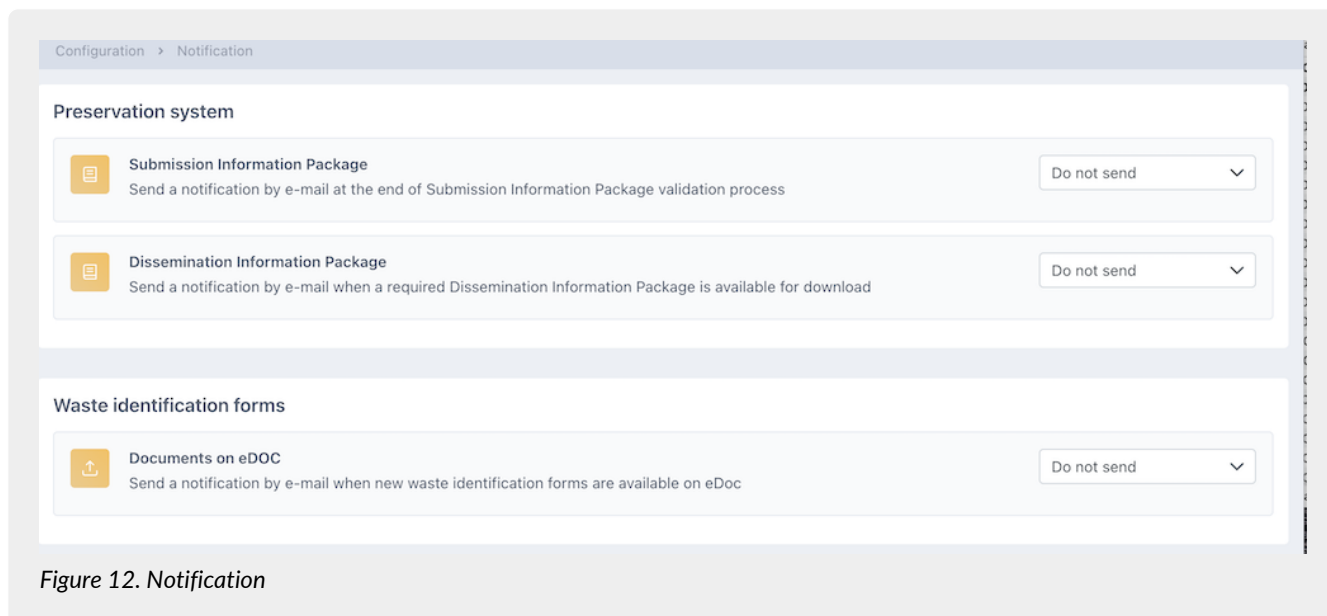 Configuration > Notification
Preservation system
Submission Information Package
Send a notification by e-mail at the end of Submission Information Package validation process
Do not send
Dissemination Information Package
Send a notification by e-mail when a required Dissemination Information Package is available for download
Do not send
Waste identification forms
Documents on eDOC
Send a notification by e-mail when new waste identification forms are available on eDoc
Do not send
Figure 12. Notification